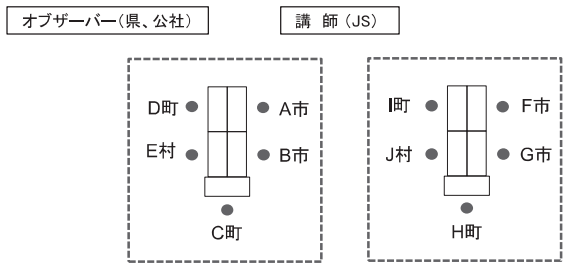 オブザーバー(県、公社)
講 師 (JS)
D町
A市
E村
B市
C町
I町
F市
J村
G市
H町